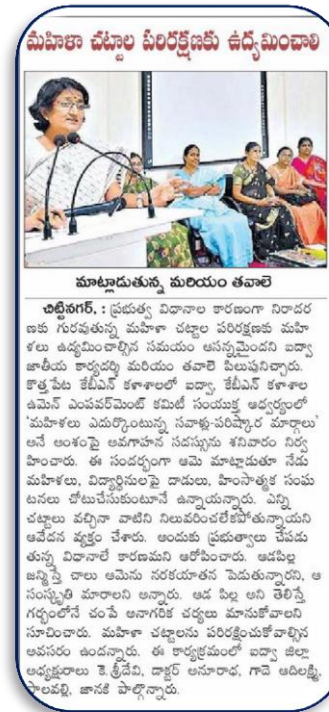 మహిళా చట్టాల పరిరక్షణకు ఉద్యమించాలి
మాట్లాడుతున్న మరియం తవాలె
చిట్టినగర్, : ప్రభుత్వ విధానాల కారణంగా నిరాదర
ణకు గురవుతున్న మహిళా చట్టాల పరిరక్షణకు మహి
ళలు ఉద్యమించాల్సిన సమయం ఆసన్నమైందని ఐద్వా
జాతీయ కార్యదర్శి మరియం తవాలె పిలుపునిచ్చారు.
కొత్తపేట కేబీఎన్ కళాశాలలో ఐద్వా, కేబీఎన్ కళాశాల
ఉమెన్ ఎంపవర్‌మెంట్ కమిటీ సంయుక్త ఆధ్వర్యంలో
'మహిళలు ఎదుర్కొంటున్న సవాళ్లు-పరిష్కార మార్గాలు'
అనే అంశంపై అవగాహన సదస్సును శనివారం నిర్వ
హించారు. ఈ సందర్భంగా ఆమె మాట్లాడుతూ నేడు
మహిళలు, విద్యార్థినులపై దాడులు, హింసాత్మక సంఘ
టనలు చోటుచేసుకుంటూనే ఉన్నాయన్నారు. ఎన్ని
చట్టాలు వచ్చినా వాటిని నిలువరించలేకపోతున్నాయని
ఆవేదన వ్యక్తం చేశారు. అందుకు ప్రభుత్వాలు చేపడు
తున్న విధానాలే కారణమని ఆరోపించారు. ఆడపిల్ల
జన్మిస్తే చాలు ఆమెను నరకయాతన పెడుతున్నారని, ఆ
సంస్కృతి మారాలని అన్నారు. ఆడ పిల్ల అని తెలిస్తే
గర్భంలోనే చంపే అనాగరిక చర్యలు మానుకోవాలని
సూచించారు. మహిళా చట్టాలను పరిరక్షించుకోవాల్సిన
అవసరం ఉందన్నారు. ఈ కార్యక్రమంలో ఐద్వా జిల్లా
అధ్యక్షురాలు కె.శ్రీదేవి, డాక్టర్ అనూరాధ, గాదె ఆదిలక్ష్మి,
పాలవల్లి, జానకి పాల్గొన్నారు.